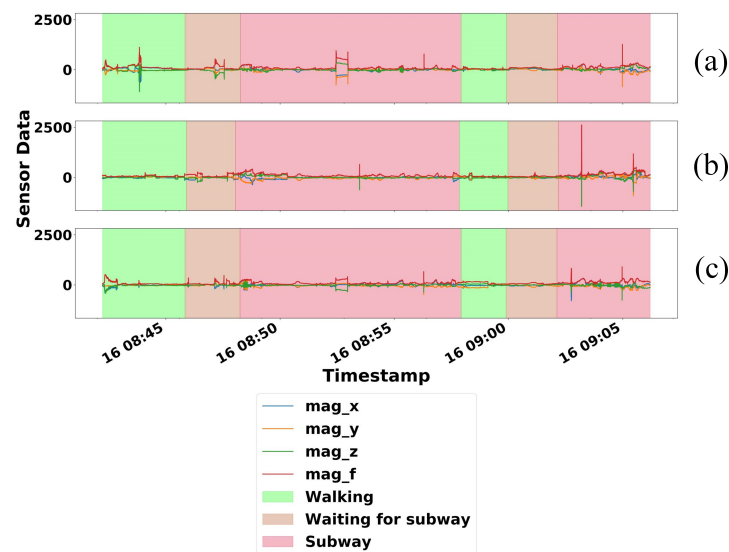 2500
0
(a)
2500
0
(b)
2500
0
(c)
Sensor Data
16 08:45
16 08:50
16 08:55
16 09:00
16 09:05
Timestamp
mag_x
mag_y
mag_z
mag_f
Walking
Waiting for subway
Subway